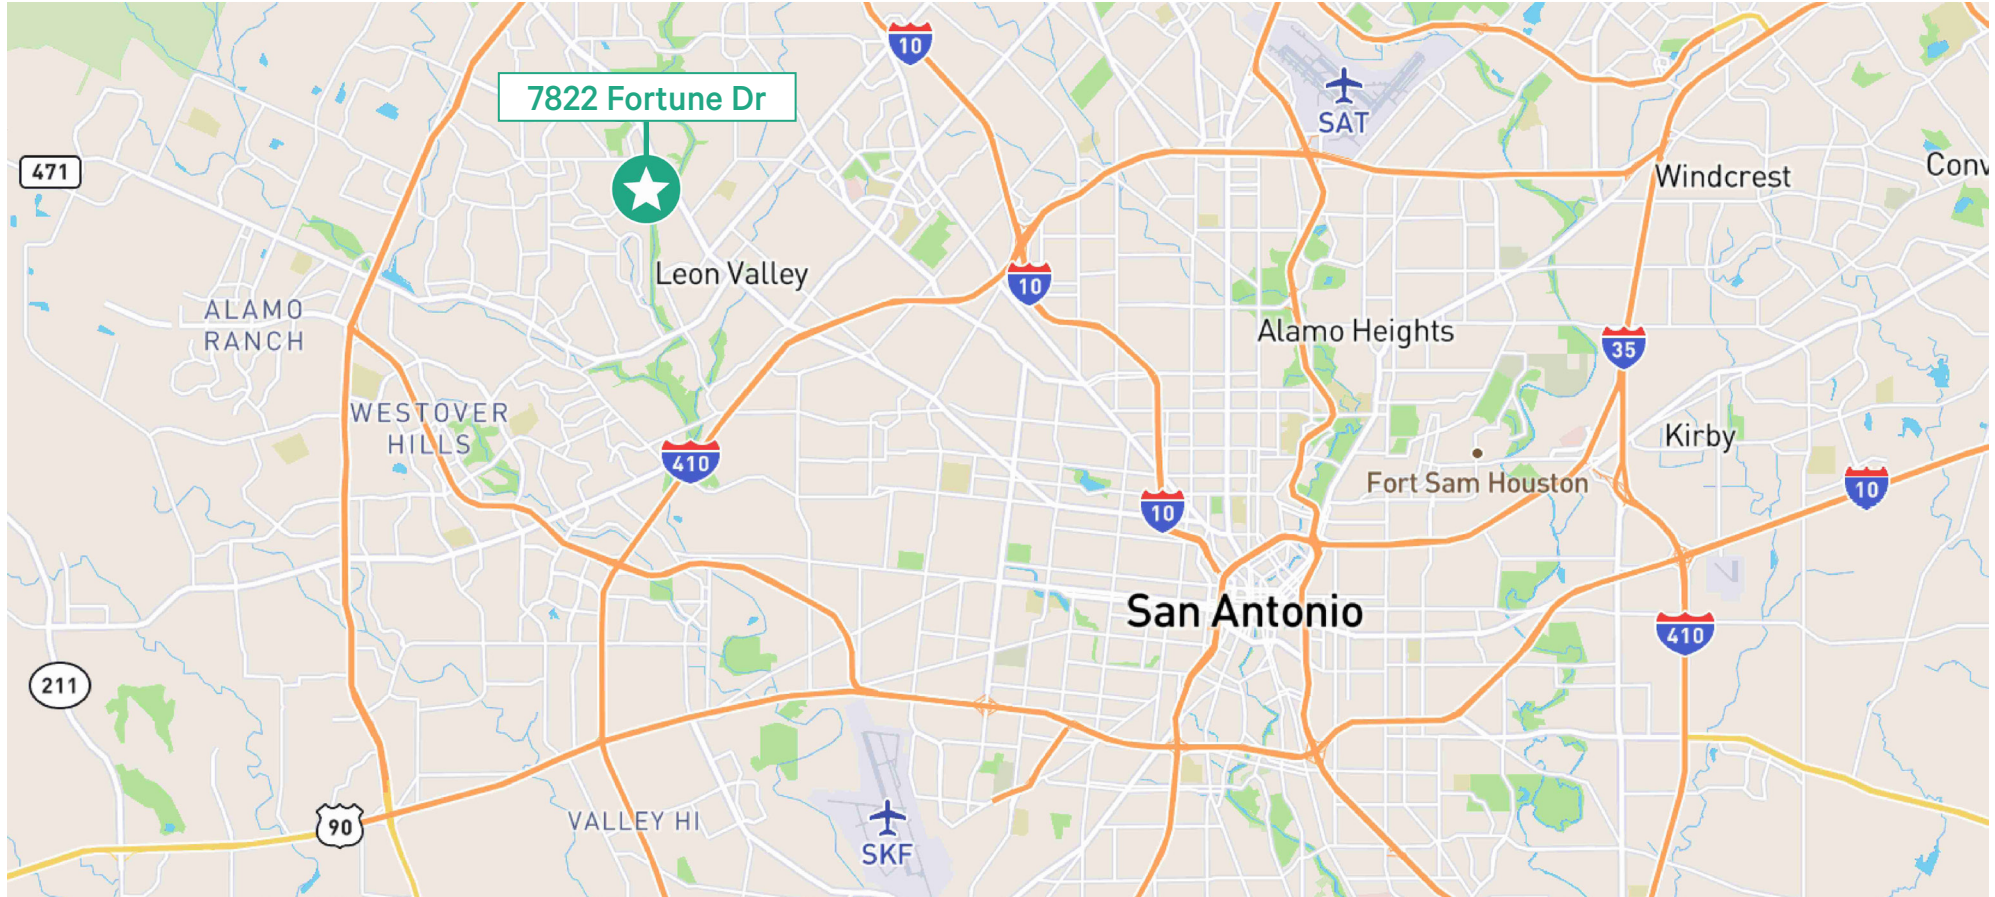 10
7822 Fortune Dr
SAT
471
Windcrest
Conv
Leon Valley
10
ALAMO
RANCH
Alamo Heights
35
WESTOVER
HILLS
Kirby
410
Fort Sam Houston
10
10
San Antonio
410
211
90
VALLEY HI
SKF